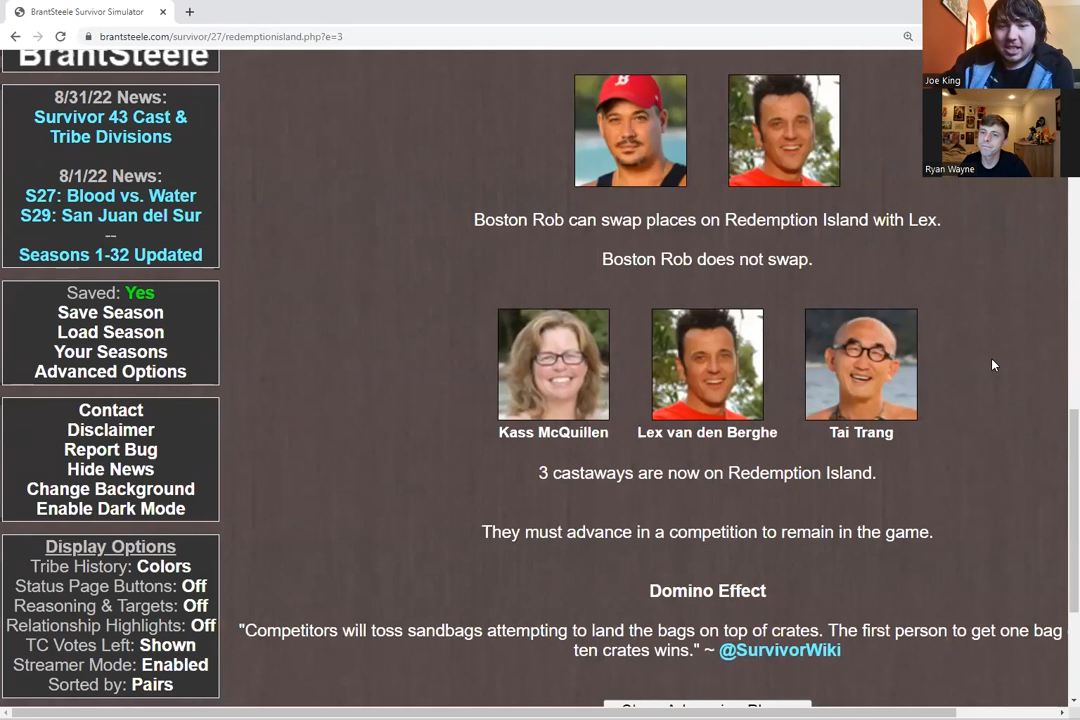 BrantSteele Survivor Simulator
brantsteele.com/survivor/27/redemptionisland.php?e=3
Joe King
Ryan Wayne
BrantSteele
8/31/22 News:
Survivor 43 Cast &
Tribe Divisions
8/1/22 News:
S27: Blood vs. Water
S29: San Juan del Sur
--
Seasons 1-32 Updated
Saved: Yes
Save Season
Load Season
Your Seasons
Advanced Options
Contact
Disclaimer
Report Bug
Hide News
Change Background
Enable Dark Mode
Display Options
Tribe History: Colors
Status Page Buttons: Off
Reasoning & Targets: Off
Relationship Highlights: Off
TC Votes Left: Shown
Streamer Mode: Enabled
Sorted by: Pairs
B
Boston Rob can swap places on Redemption Island with Lex.
Boston Rob does not swap.
Kass McQuillen
Lex van den Berghe
Tai Trang
3 castaways are now on Redemption Island.
They must advance in a competition to remain in the game.
Domino Effect
"Competitors will toss sandbags attempting to land the bags on top of crates. The first person to get one bag
ten crates wins." ~ @SurvivorWiki